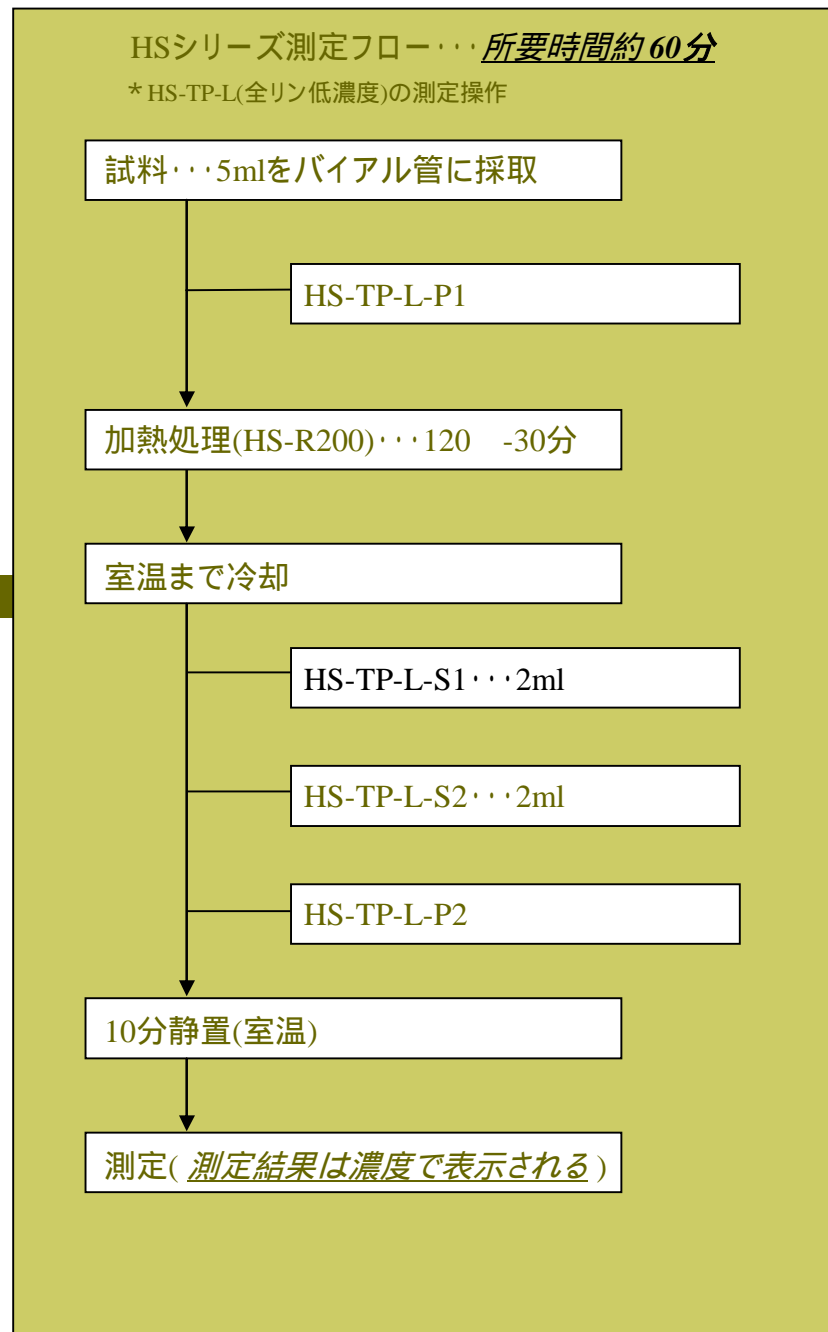 HSシリーズ測定フロー･･･所要時間約60分
*HS-TP-L(全リン低濃度)の測定操作
試料･･･5mlをバイアル管に採取
HS-TP-L-P1
加熱処理(HS-R200)･･･120　-30分
室温まで冷却
HS-TP-L-S1･･･2ml
HS-TP-L-S2･･･2ml
HS-TP-L-P2
10分静置(室温)
測定( 測定結果は濃度で表示される )